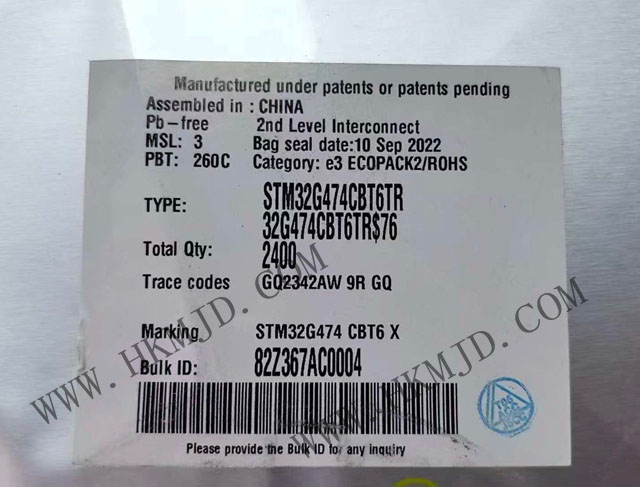 Manufactured under patents or patents pending
Assembled in : CHINA
Pb-free 2nd Level Interconnect
MSL: 3 Bag seal date:10 Sep 2022
PBT: 260C Category: e3 ECOPACK2/ROHS
TYPE: STM32G474CBT6TR
32G474CBT6TR$76
Total Qty: 2400
Trace codes GQ2342AW 9R GQ
Marking STM32G474 CBT6 X
Bulk ID: 82Z367AC0004
Please provide the Bulk ID for any inquiry
WWW.HKMJD.COM
WWW.HKMJD.COM